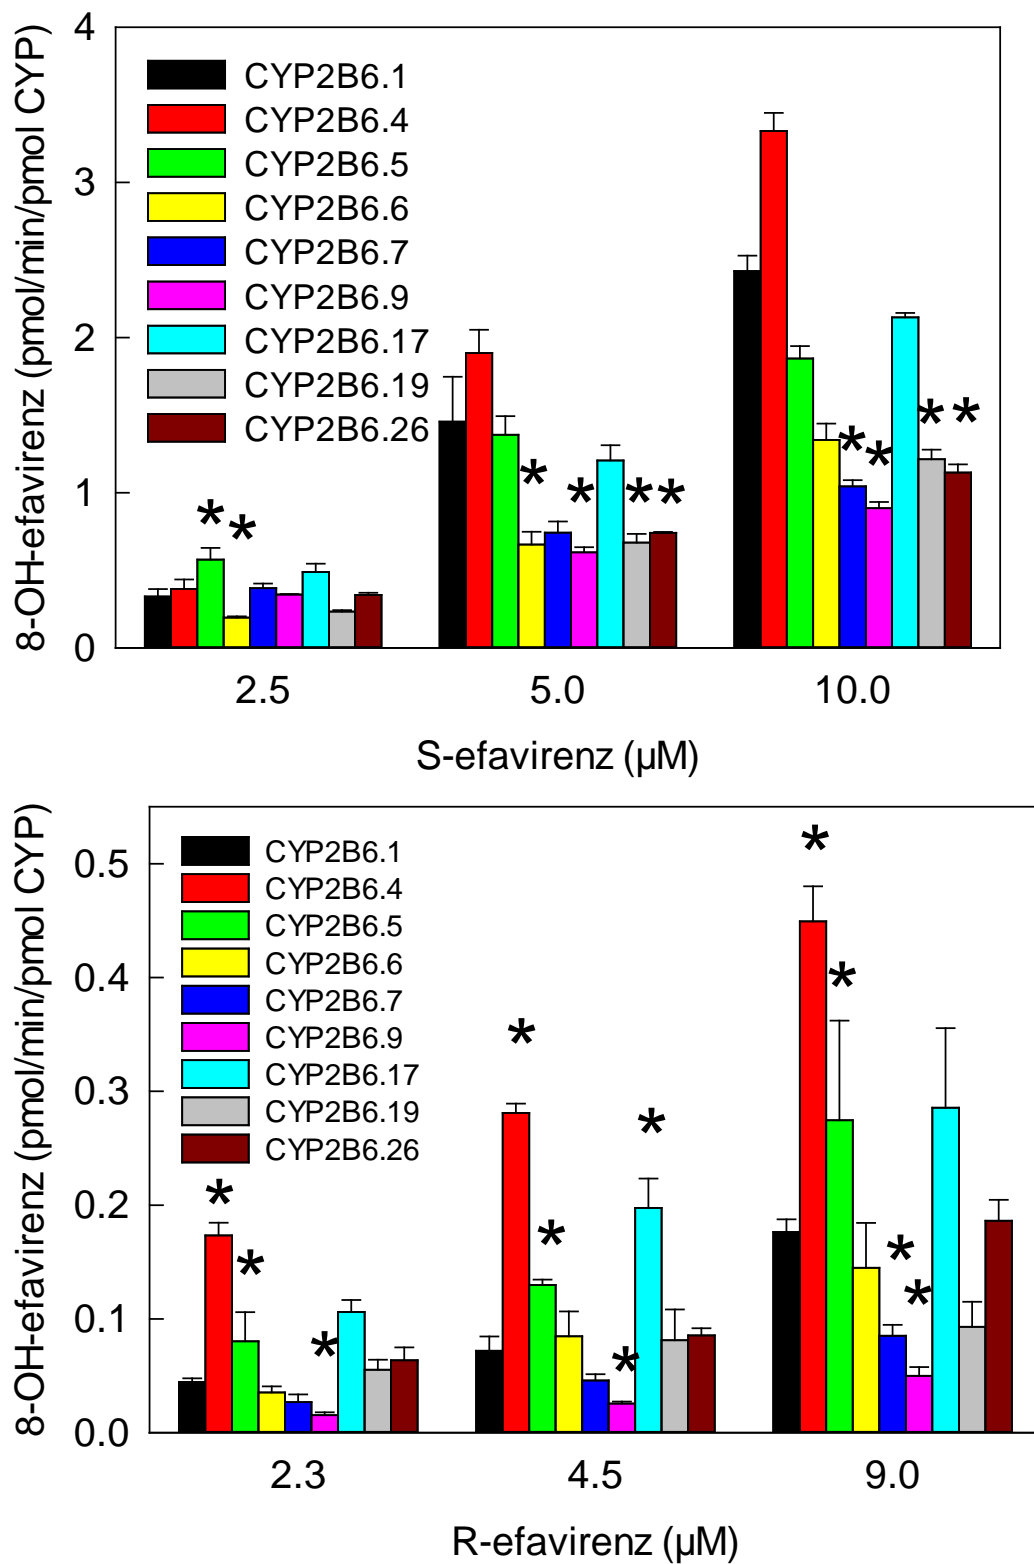 8-OH-efavirenz (pmol/min/pmol CYP)
4
3
2
1
0
CYP2B6.1
CYP2B6.4
CYP2B6.5
CYP2B6.6
CYP2B6.7
CYP2B6.9
CYP2B6.17
CYP2B6.19
CYP2B6.26
* *
* * * *
* * * *
2.5 5.0 10.0
S-efavirenz (µM)
8-OH-efavirenz (pmol/min/pmol CYP)
0.5
0.4
0.3
0.2
0.1
0.0
CYP2B6.1
CYP2B6.4
CYP2B6.5
CYP2B6.6
CYP2B6.7
CYP2B6.9
CYP2B6.17
CYP2B6.19
CYP2B6.26
* * *
* * * *
* * * *
2.3 4.5 9.0
R-efavirenz (µM)